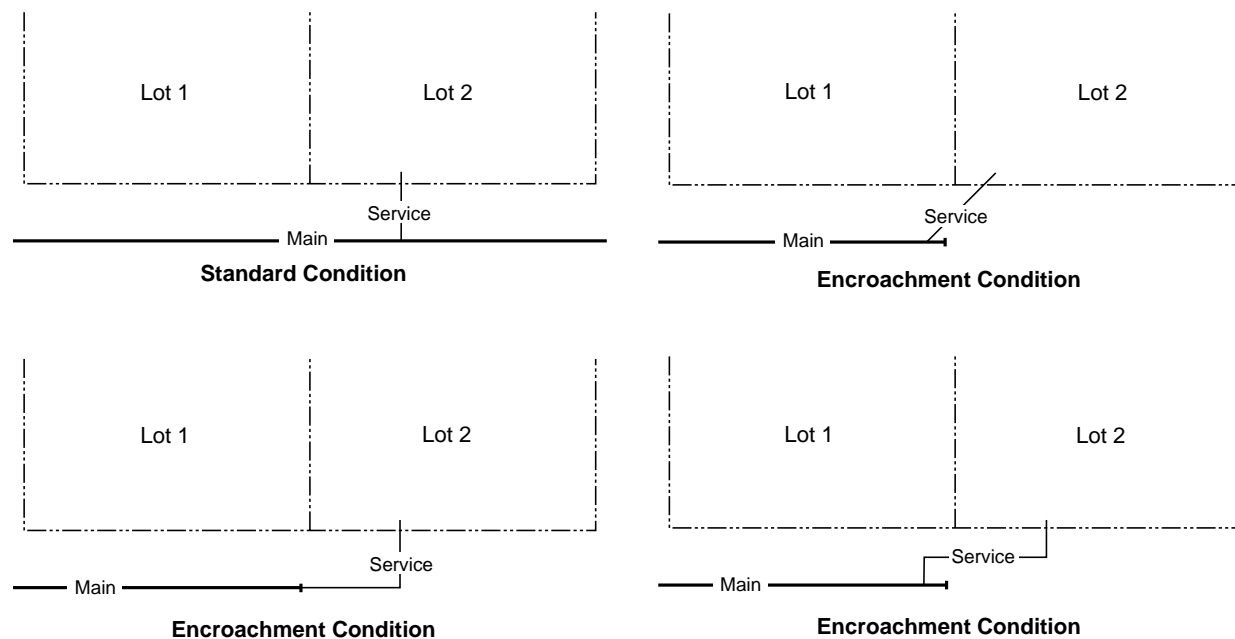 Lot 1
Lot 2
Service
Main
Standard Condition
Lot 1
Lot 2
Service
Main
Encroachment Condition
Lot 1
Lot 2
Service
Main
Encroachment Condition
Lot 1
Lot 2
Service
Main
Encroachment Condition